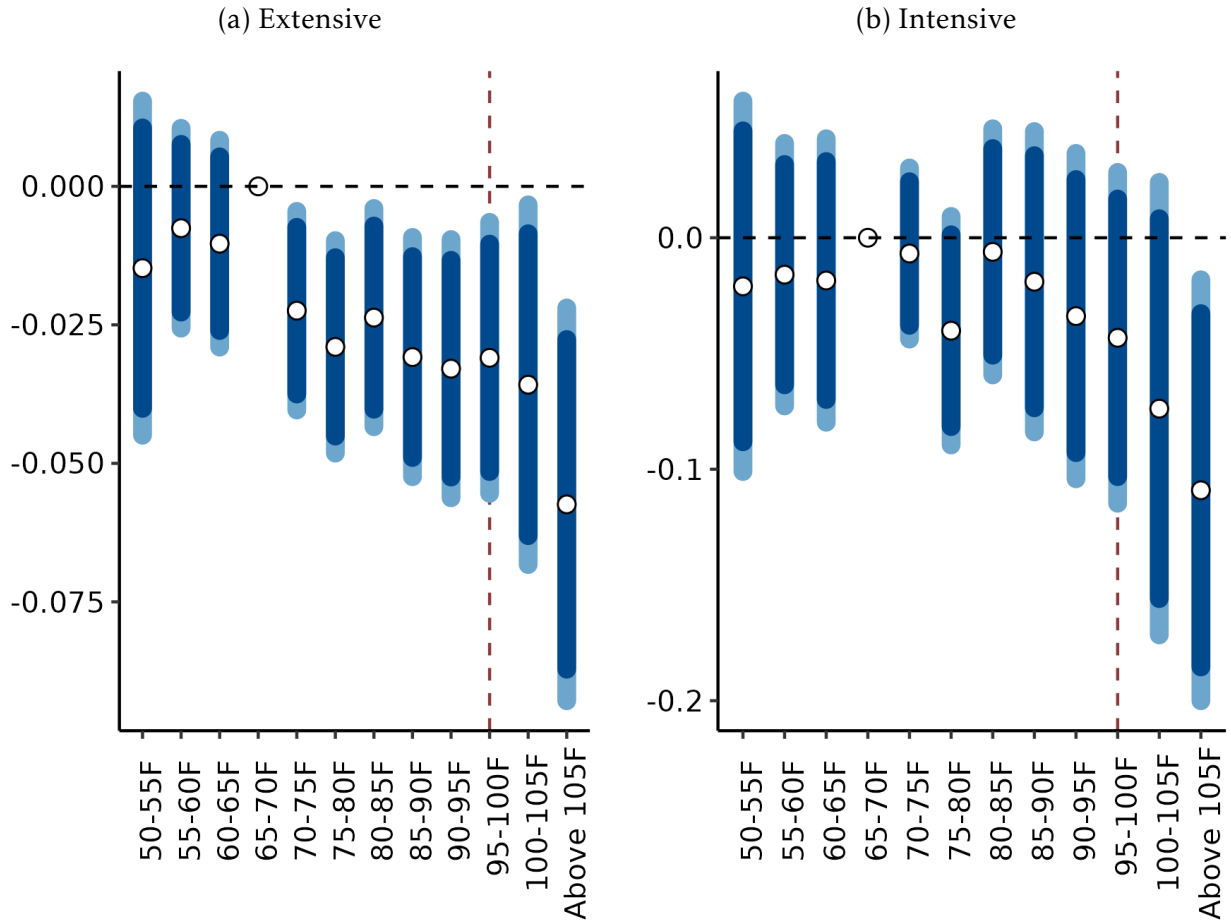 (a) Extensive
0.000
-0.025
-0.050
-0.075
50-55F
55-60F
60-65F
65-70F
70-75F
75-80F
80-85F
85-90F
90-95F
95-100F
100-105F
Above 105F
(b) Intensive
0.0
-0.1
-0.2
50-55F
55-60F
60-65F
65-70F
70-75F
75-80F
80-85F
85-90F
90-95F
95-100F
100-105F
Above 105F